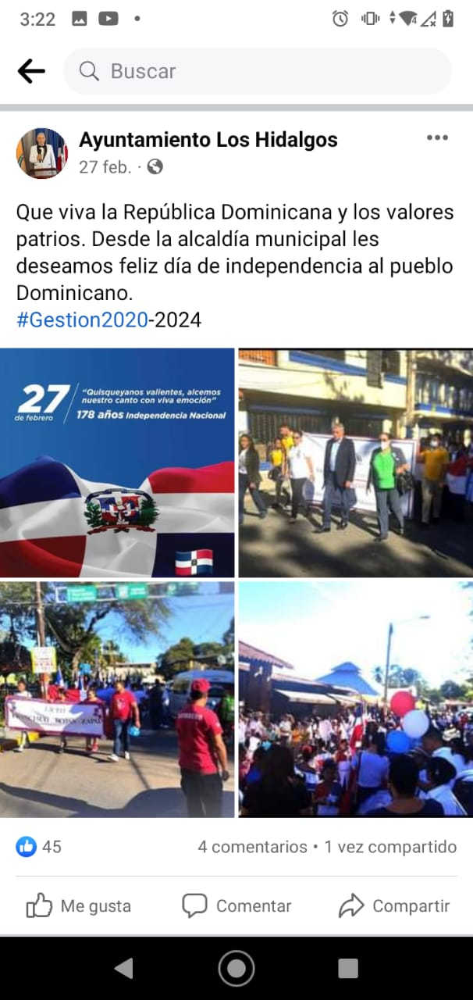 3:22
Buscar
Ayuntamiento Los Hidalgos
27 feb. ·
Que viva la República Dominicana y los valores
patrios. Desde la alcaldía municipal les
deseamos feliz día de independencia al pueblo
Dominicano.
#Gestion2020-2024
27
de febrero
"Quisqueyanos valientes, alcemos
nuestro canto con viva emoción"
178 años Independencia Nacional
LICEO
FRANCISCO
45
4 comentarios • 1 vez compartido
Me gusta
Comentar
Compartir